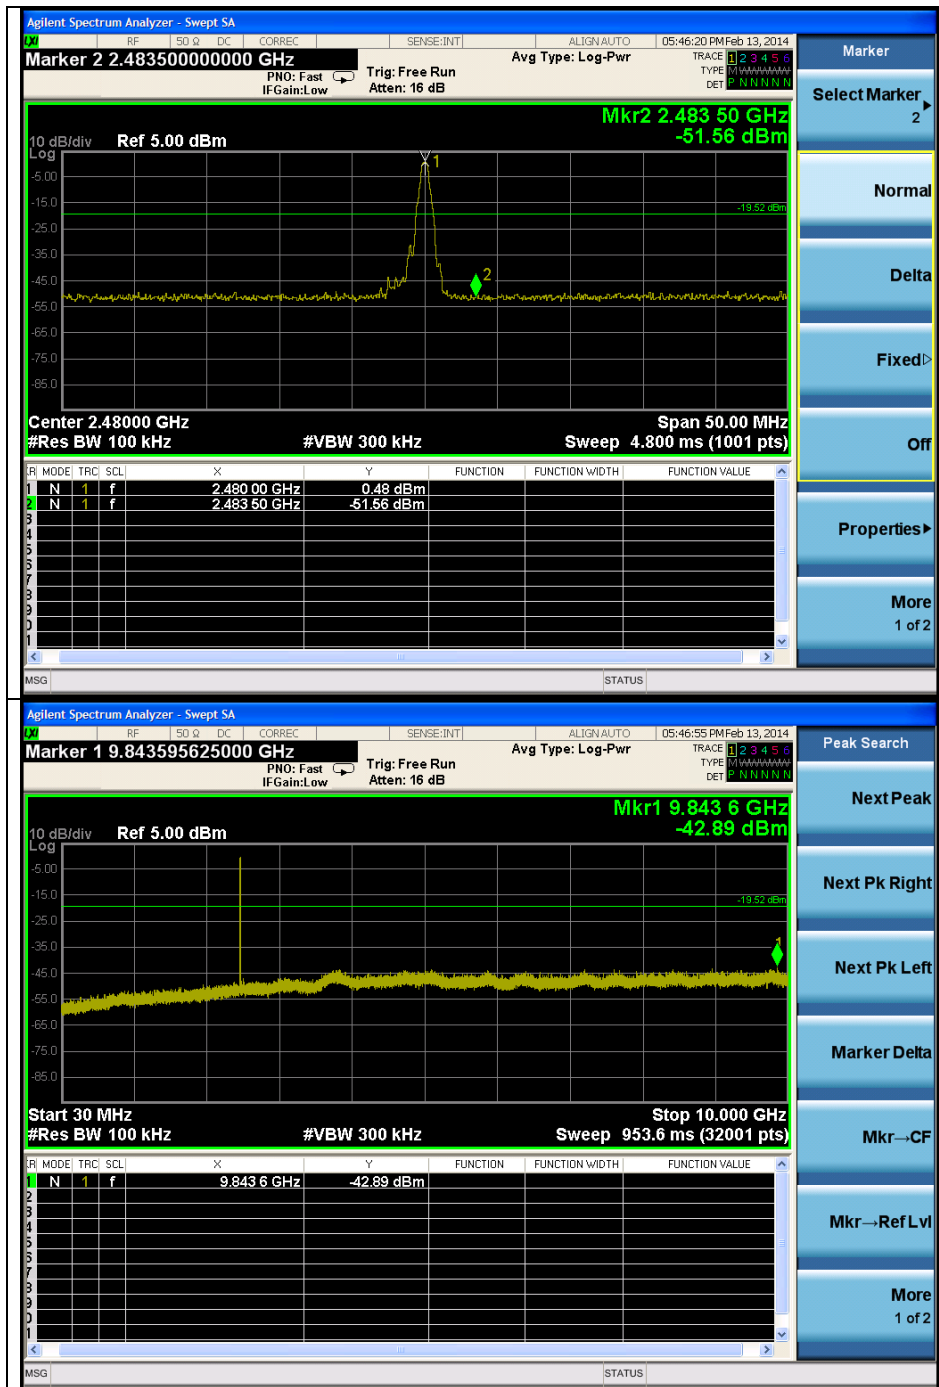 Agilent Spectrum Analyzer - Swept SA
LXI RF 50 Ω DC CORREC SENSE:INT ALIGN AUTO 05:46:20 PM Feb 13, 2014
Marker 2 2.483500000000 GHz
Avg Type: Log-Pwr
TRACE 1 2 3 4 5 6
PNO: Fast
Trig: Free Run
TYPE
IFGain:Low
Atten: 16 dB
DET P N N N N N
Mkr2 2.483 50 GHz
10 dB/div Ref 5.00 dBm -51.56 dBm
Log
1
-5.00
-15.0
-19.52 dBm
-25.0
-35.0
-45.0
2
-55.0
-65.0
-75.0
-85.0
Center 2.48000 GHz Span 50.00 MHz
#Res BW 100 kHz #VBW 300 kHz Sweep 4.800 ms (1001 pts)
MODE TRC SCL X Y FUNCTION FUNCTION WIDTH FUNCTION VALUE
1 N 1 f 2.480 00 GHz 0.48 dBm
2 N 1 f 2.483 50 GHz -51.56 dBm
MSG STATUS
Marker
Select Marker
2
Normal
Delta
Fixed
Off
Properties
More
1 of 2
Agilent Spectrum Analyzer - Swept SA
LXI RF 50 Ω DC CORREC SENSE:INT ALIGN AUTO 05:46:55 PM Feb 13, 2014
Marker 1 9.843595625000 GHz
Avg Type: Log-Pwr
TRACE 1 2 3 4 5 6
PNO: Fast
Trig: Free Run
TYPE
IFGain:Low
Atten: 16 dB
DET P N N N N N
Mkr1 9.843 6 GHz
10 dB/div Ref 5.00 dBm -42.89 dBm
Log
-5.00
-15.0
-19.52 dBm
-25.0
-35.0
1
-45.0
-55.0
-65.0
-75.0
-85.0
Start 30 MHz Stop 10.000 GHz
#Res BW 100 kHz #VBW 300 kHz Sweep 953.6 ms (32001 pts)
MODE TRC SCL X Y FUNCTION FUNCTION WIDTH FUNCTION VALUE
1 N 1 f 9.843 6 GHz -42.89 dBm
MSG STATUS
Peak Search
Next Peak
Next Pk Right
Next Pk Left
Marker Delta
Mkr→CF
Mkr→Ref Lvl
More
1 of 2